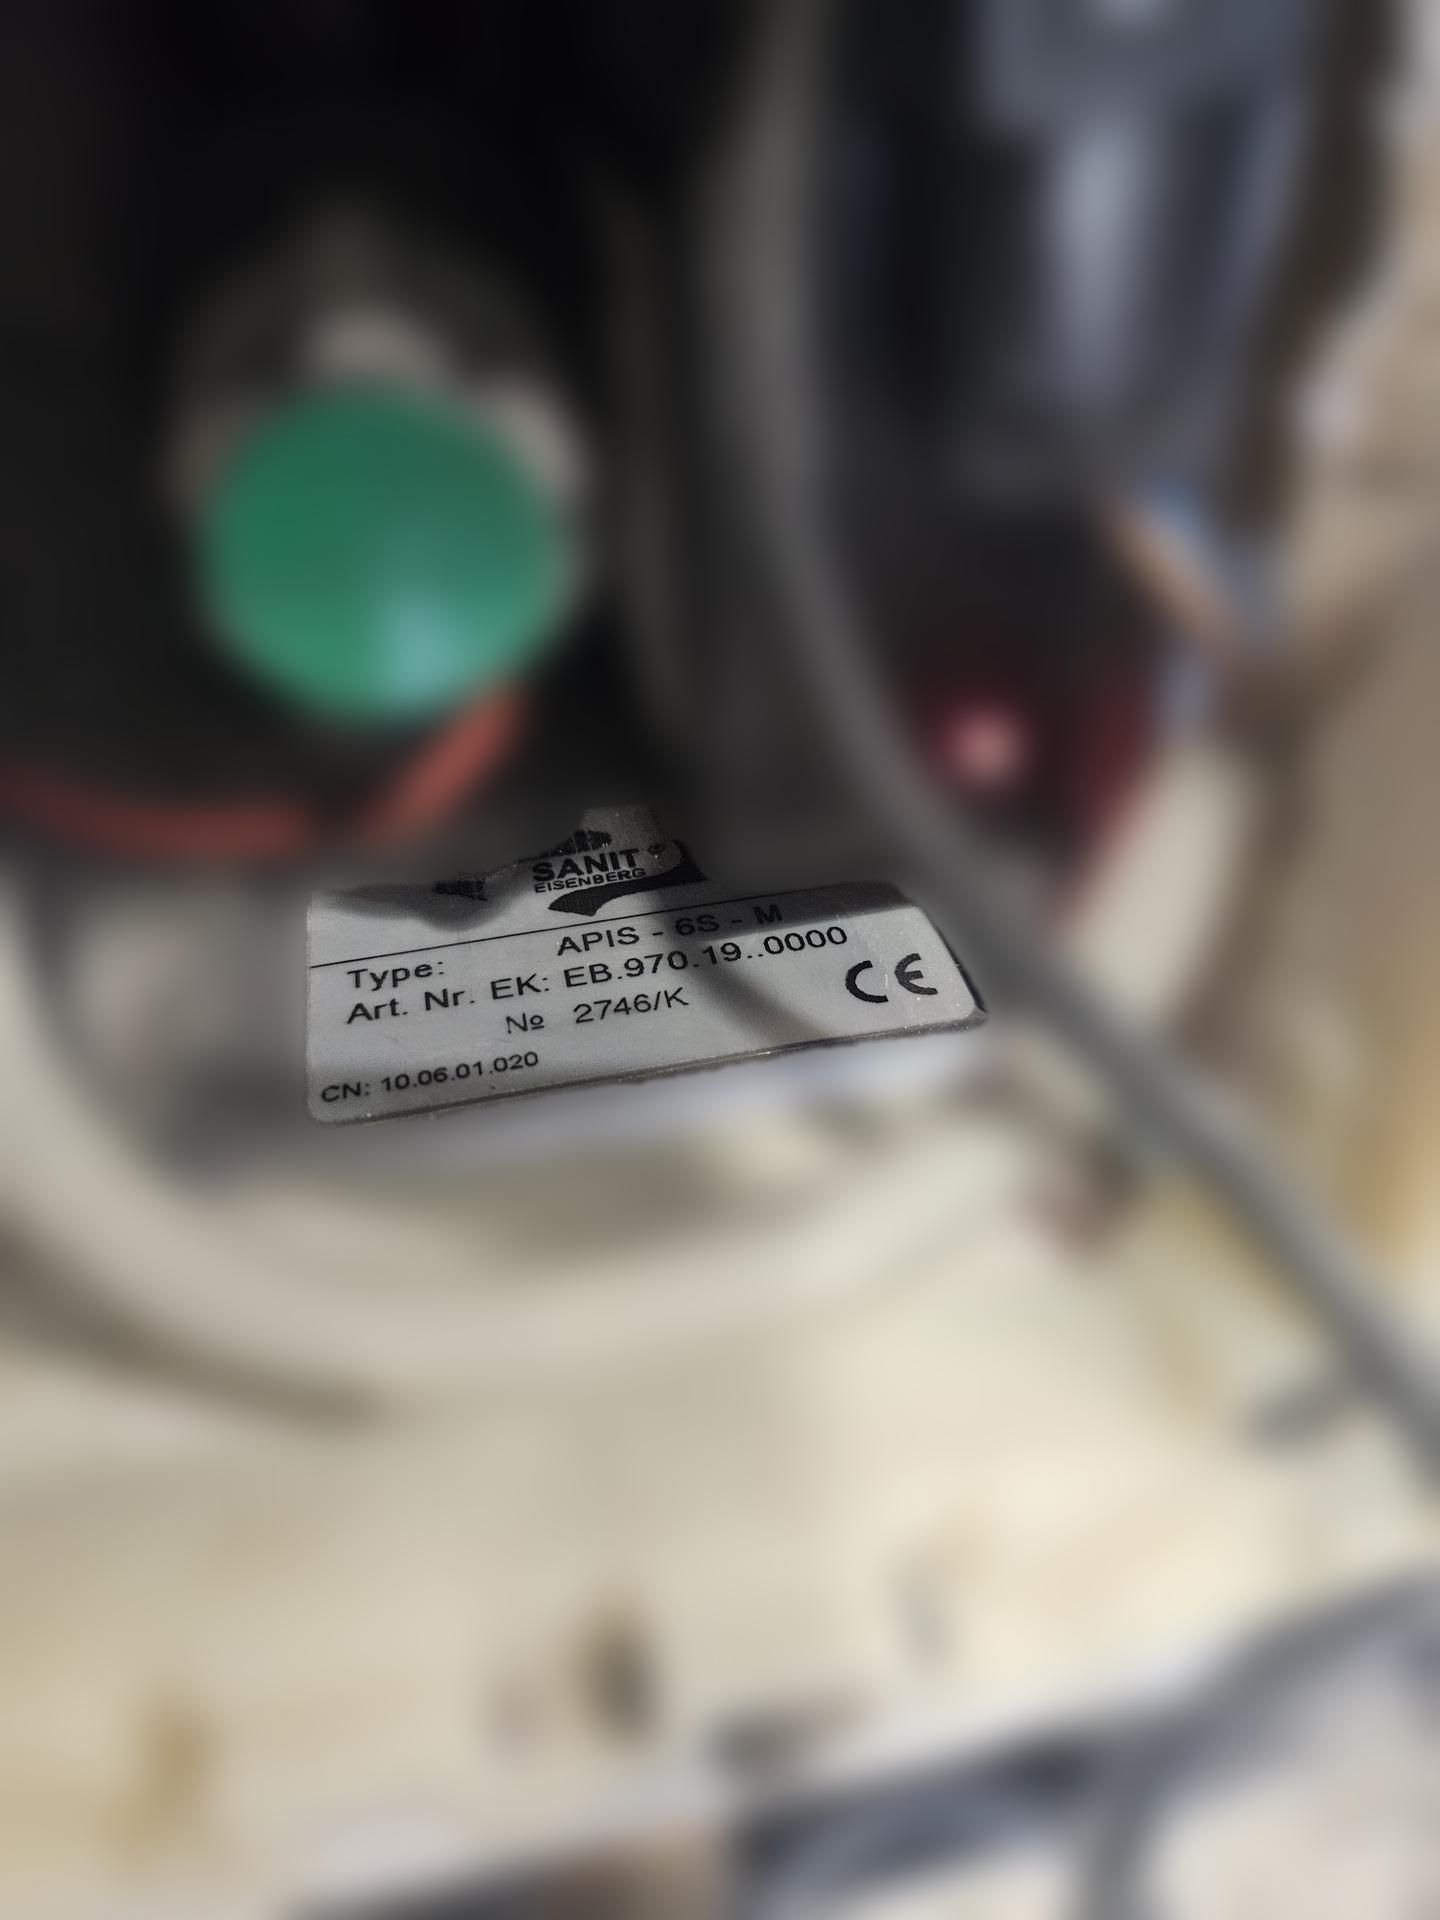 SANIT
EISENBERG
Type: APIS - 6S - M
Art. Nr. EK: EB.970.19..0000
№ 2746/K
CN: 10.06.01.020
CE